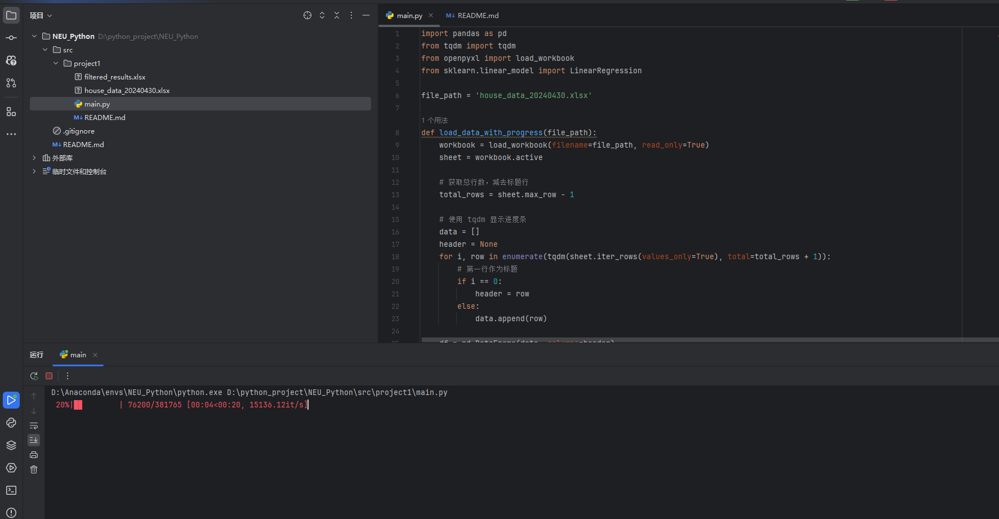 项目
NEU_Python D:\python_project\NEU_Python
src
project1
filtered_results.xlsx
house_data_20240430.xlsx
main.py
M↓ README.md
.gitignore
M↓ README.md
外部库
临时文件和控制台
main.py
M↓ README.md
1 import pandas as pd
2 from tqdm import tqdm
3 from openpyxl import load_workbook
4 from sklearn.linear_model import LinearRegression
5
6 file_path = 'house_data_20240430.xlsx'
7
1 个用法
8 def load_data_with_progress(file_path):
9 workbook = load_workbook(filename=file_path, read_only=True)
10 sheet = workbook.active
11
12 # 获取总行数，减去标题行
13 total_rows = sheet.max_row - 1
14
15 # 使用 tqdm 显示进度条
16 data = []
17 header = None
18 for i, row in enumerate(tqdm(sheet.iter_rows(values_only=True), total=total_rows + 1)):
19 # 第一行作为标题
20 if i == 0:
21 header = row
22 else:
23 data.append(row)
24
25 df = pd.DataFrame(data, columns=header)
运行 main
D:\Anaconda\envs\NEU_Python\python.exe D:\python_project\NEU_Python\src\project1\main.py
20%|██ | 76200/381765 [00:04<00:20, 15136.12it/s]